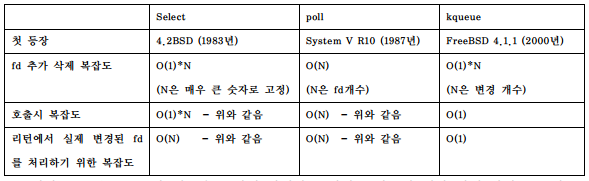 Select poll kqueue
첫 등장 4.2BSD (1983년) System V R10 (1987년) FreeBSD 4.1.1 (2000년)
fd 추가 삭제 복잡도 O(1)*N O(N) O(1)*N
(N은 매우 큰 숫자로 고정) (N은 fd개수) (N은 변경 개수)
호출시 복잡도 O(1)*N - 위와 같음 O(N) - 위와 같음 O(1)
리턴에서 실제 변경된 fd O(N) - 위와 같음 O(N) - 위와 같음 O(1)
를 처리하기 위한 복잡도